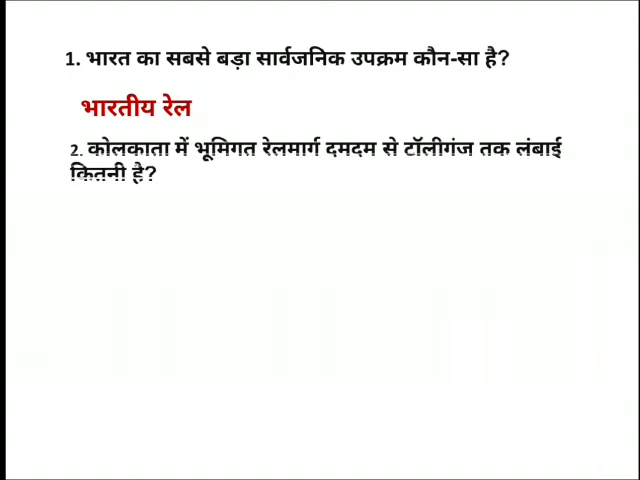 1. भारत का सबसे बड़ा सार्वजनिक उपक्रम कौन-सा है?
भारतीय रेल
2. कोलकाता में भूमिगत रेलमार्ग दमदम से टॉलीगंज तक लंबाई
कितनी है?